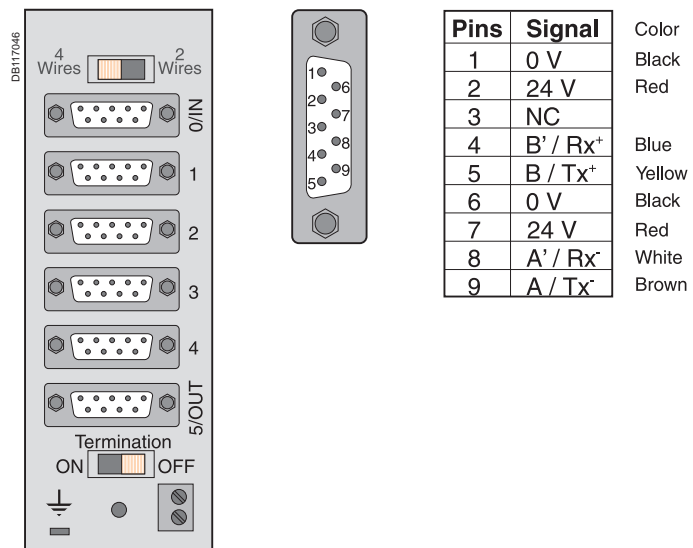 DB117046
4 Wires
2 Wires
0/IN
1
2
3
4
5/OUT
Termination
ON OFF
1
6
2
7
3
8
4
9
5
Pins Signal Color
1 0 V Black
2 24 V Red
3 NC
4 B' / Rx+ Blue
5 B / Tx+ Yellow
6 0 V Black
7 24 V Red
8 A' / Rx- White
9 A / Tx- Brown